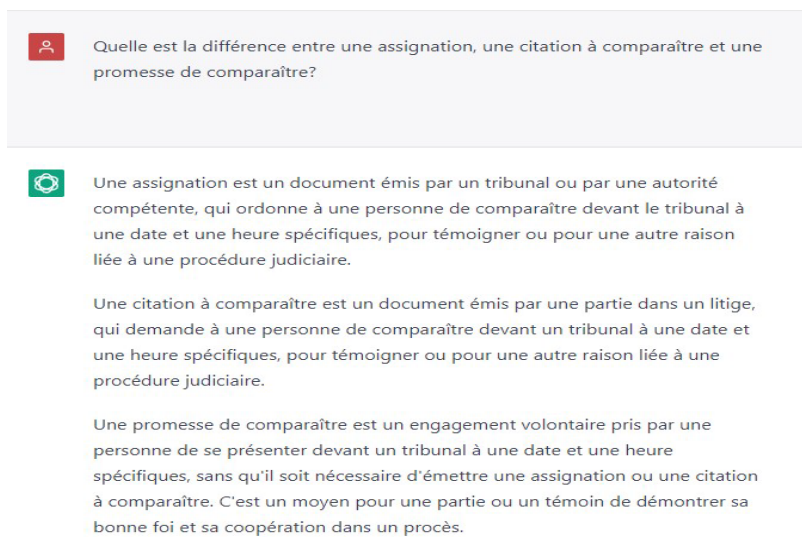 Quelle est la différence entre une assignation, une citation à comparaître et une
promesse de comparaître?
Une assignation est un document émis par un tribunal ou par une autorité
compétente, qui ordonne à une personne de comparaître devant le tribunal à
une date et une heure spécifiques, pour témoigner ou pour une autre raison
liée à une procédure judiciaire.
Une citation à comparaître est un document émis par une partie dans un litige,
qui demande à une personne de comparaître devant un tribunal à une date et
une heure spécifiques, pour témoigner ou pour une autre raison liée à une
procédure judiciaire.
Une promesse de comparaître est un engagement volontaire pris par une
personne de se présenter devant un tribunal à une date et une heure
spécifiques, sans qu'il soit nécessaire d'émettre une assignation ou une citation
à comparaître. C'est un moyen pour une partie ou un témoin de démontrer sa
bonne foi et sa coopération dans un procès.